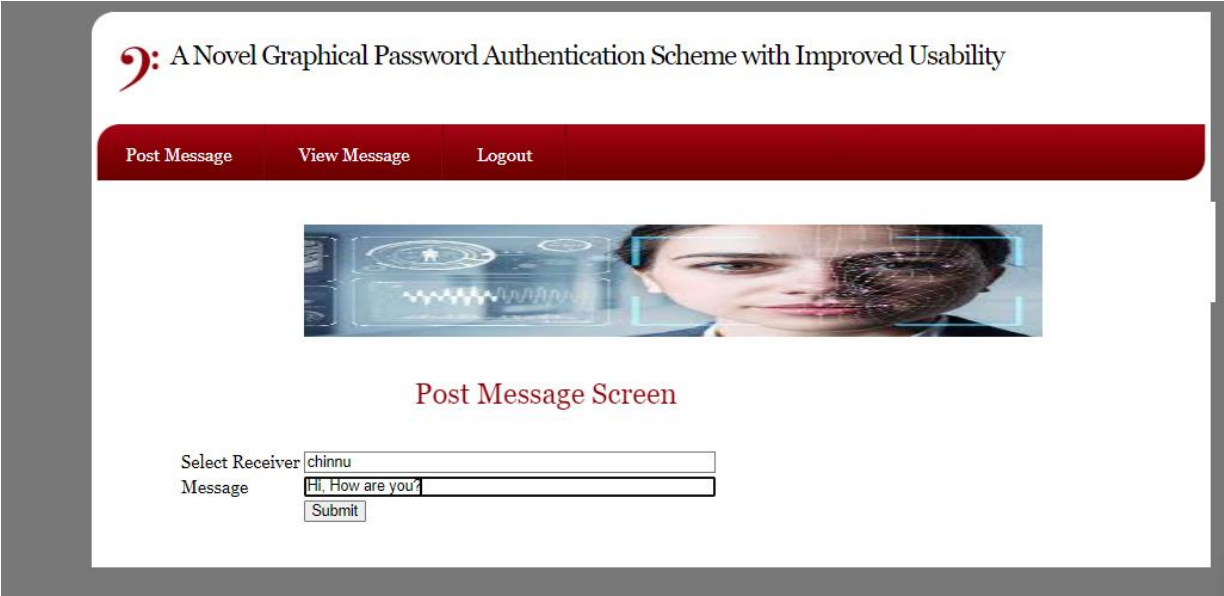 A Novel Graphical Password Authentication Scheme with Improved Usability
Post Message View Message Logout
Post Message Screen
Select Receiver chinnu
Message Hi, How are you?
Submit